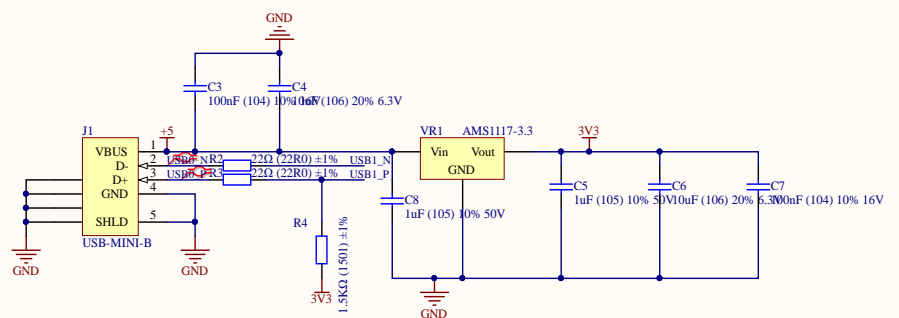 GND
C3
100nF (104) 10% 16V
C4
10uF (106) 20% 6.3V
J1
+5
VR1
AMS1117-3.3
3V3
VBUS
1
Vin
Vout
D-
2
USB0_N
R2
22Ω (22R0) ±1%
USB1_N
D+
3
USB0_P
R3
22Ω (22R0) ±1%
USB1_P
GND
GND
4
C5
1uF (105) 10% 50V
C6
10uF (106) 20% 6.3V
C7
100nF (104) 10% 16V
C8
1uF (105) 10% 50V
SHLD
5
R4
1.5KΩ (1501) ±1%
USB-MINI-B
GND
GND
3V3
GND